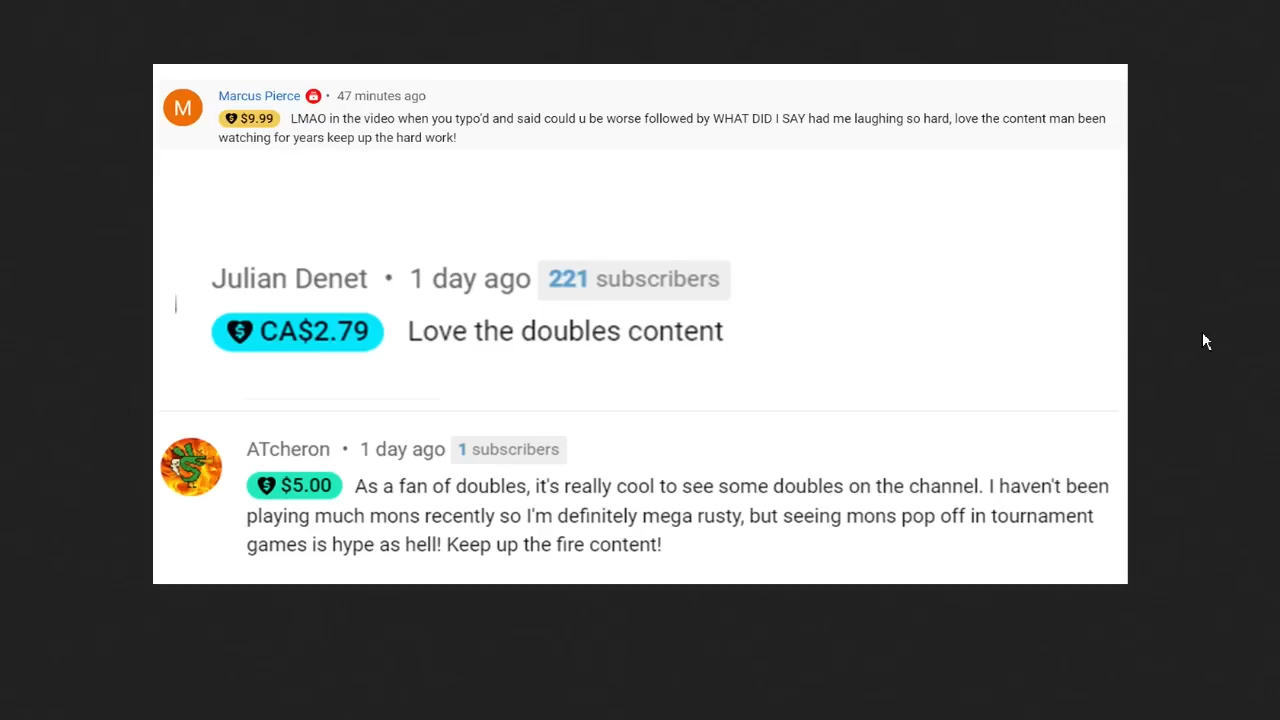 M
Marcus Pierce • 47 minutes ago
$9.99 LMAO in the video when you typo'd and said could u be worse followed by WHAT DID I SAY had me laughing so hard, love the content man been
watching for years keep up the hard work!
Julian Denet • 1 day ago 221 subscribers
CA$2.79 Love the doubles content
ATcheron • 1 day ago 1 subscribers
$5.00 As a fan of doubles, it's really cool to see some doubles on the channel. I haven't been
playing much mons recently so I'm definitely mega rusty, but seeing mons pop off in tournament
games is hype as hell! Keep up the fire content!